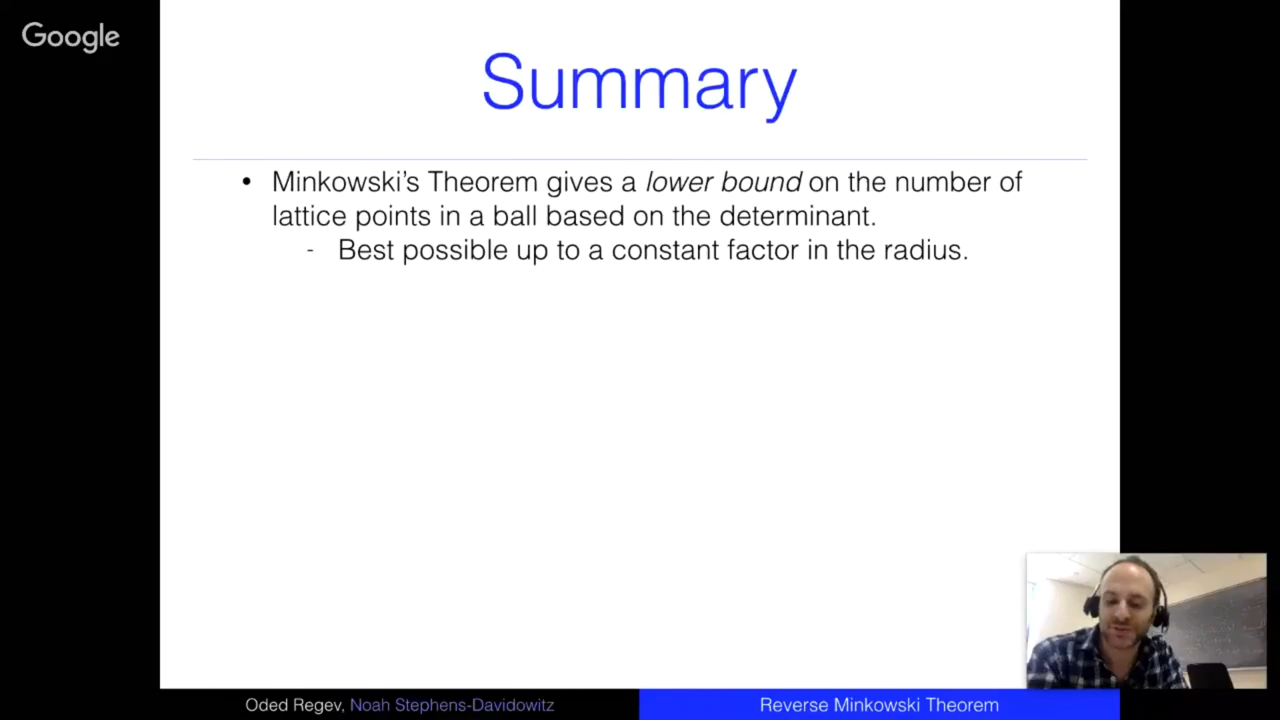 Google
Summary
• Minkowski's Theorem gives a lower bound on the number of
lattice points in a ball based on the determinant.
- Best possible up to a constant factor in the radius.
Oded Regev, Noah Stephens-Davidowitz
Reverse Minkowski Theorem